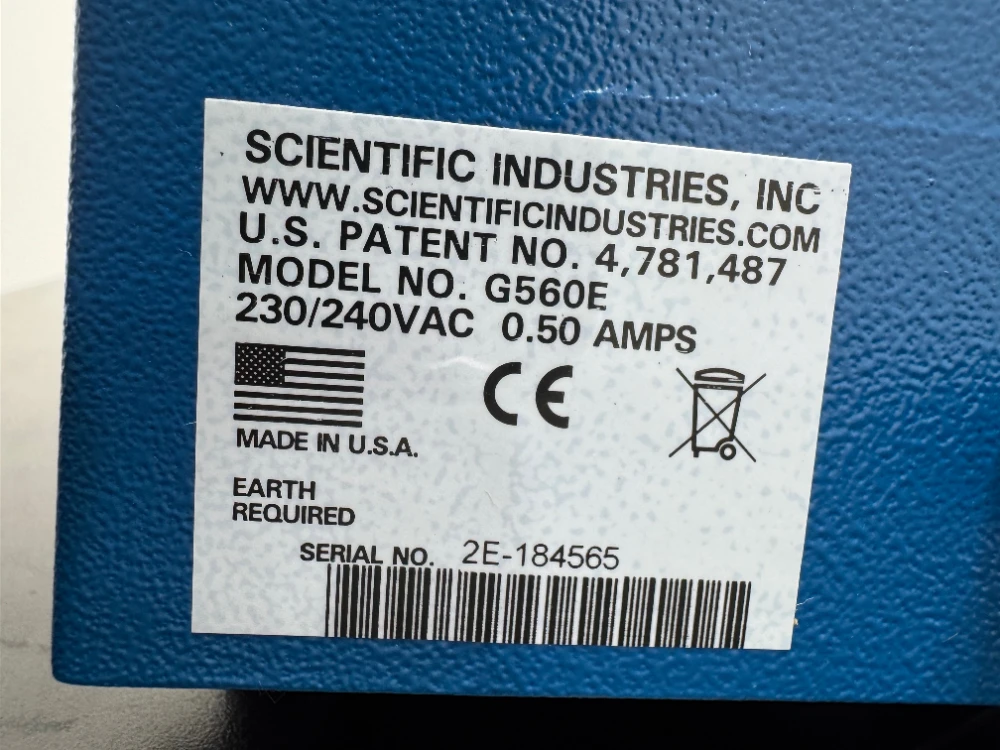 SCIENTIFIC INDUSTRIES, INC
WWW.SCIENTIFICINDUSTRIES.COM
U.S. PATENT NO. 4,781,487
MODEL NO. G560E
230/240VAC 0.50 AMPS
CE
MADE IN U.S.A.
EARTH
REQUIRED
SERIAL NO. 2E-184565